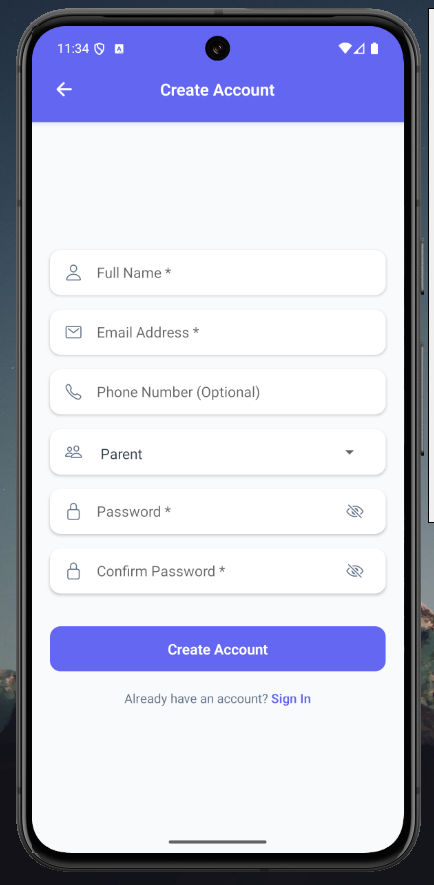 11:34
Create Account
Full Name *
Email Address *
Phone Number (Optional)
Parent
Password *
Confirm Password *
Create Account
Already have an account? Sign In